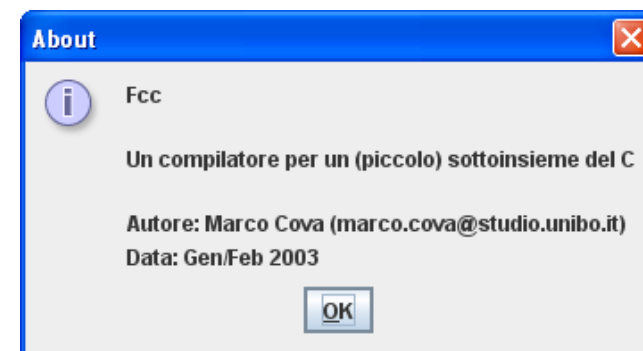 About
Fcc
Un compilatore per un (piccolo) sottoinsieme del C
Autore: Marco Cova (marco.cova@studio.unibo.it)
Data: Gen/Feb 2003
OK